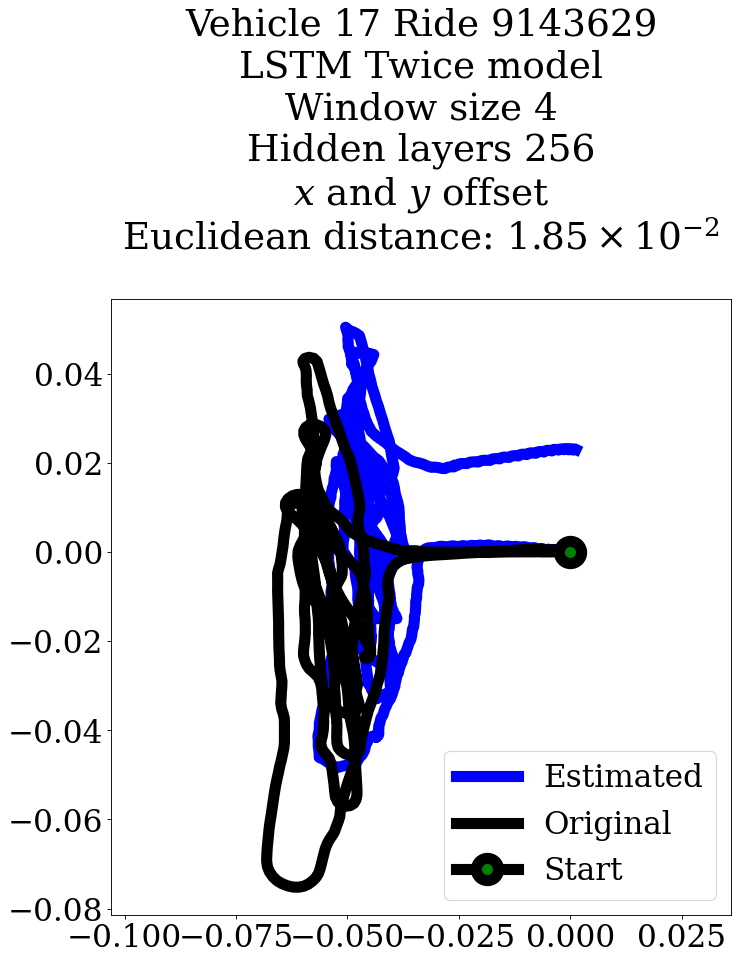 Vehicle 17 Ride 9143629
LSTM Twice model
Window size 4
Hidden layers 256
x and y offset
Euclidean distance: 1.85 × 10⁻²
0.04
0.02
0.00
−0.02
−0.04
−0.06
−0.08
−0.100 −0.075 −0.050 −0.025 0.000 0.025
Estimated
Original
Start